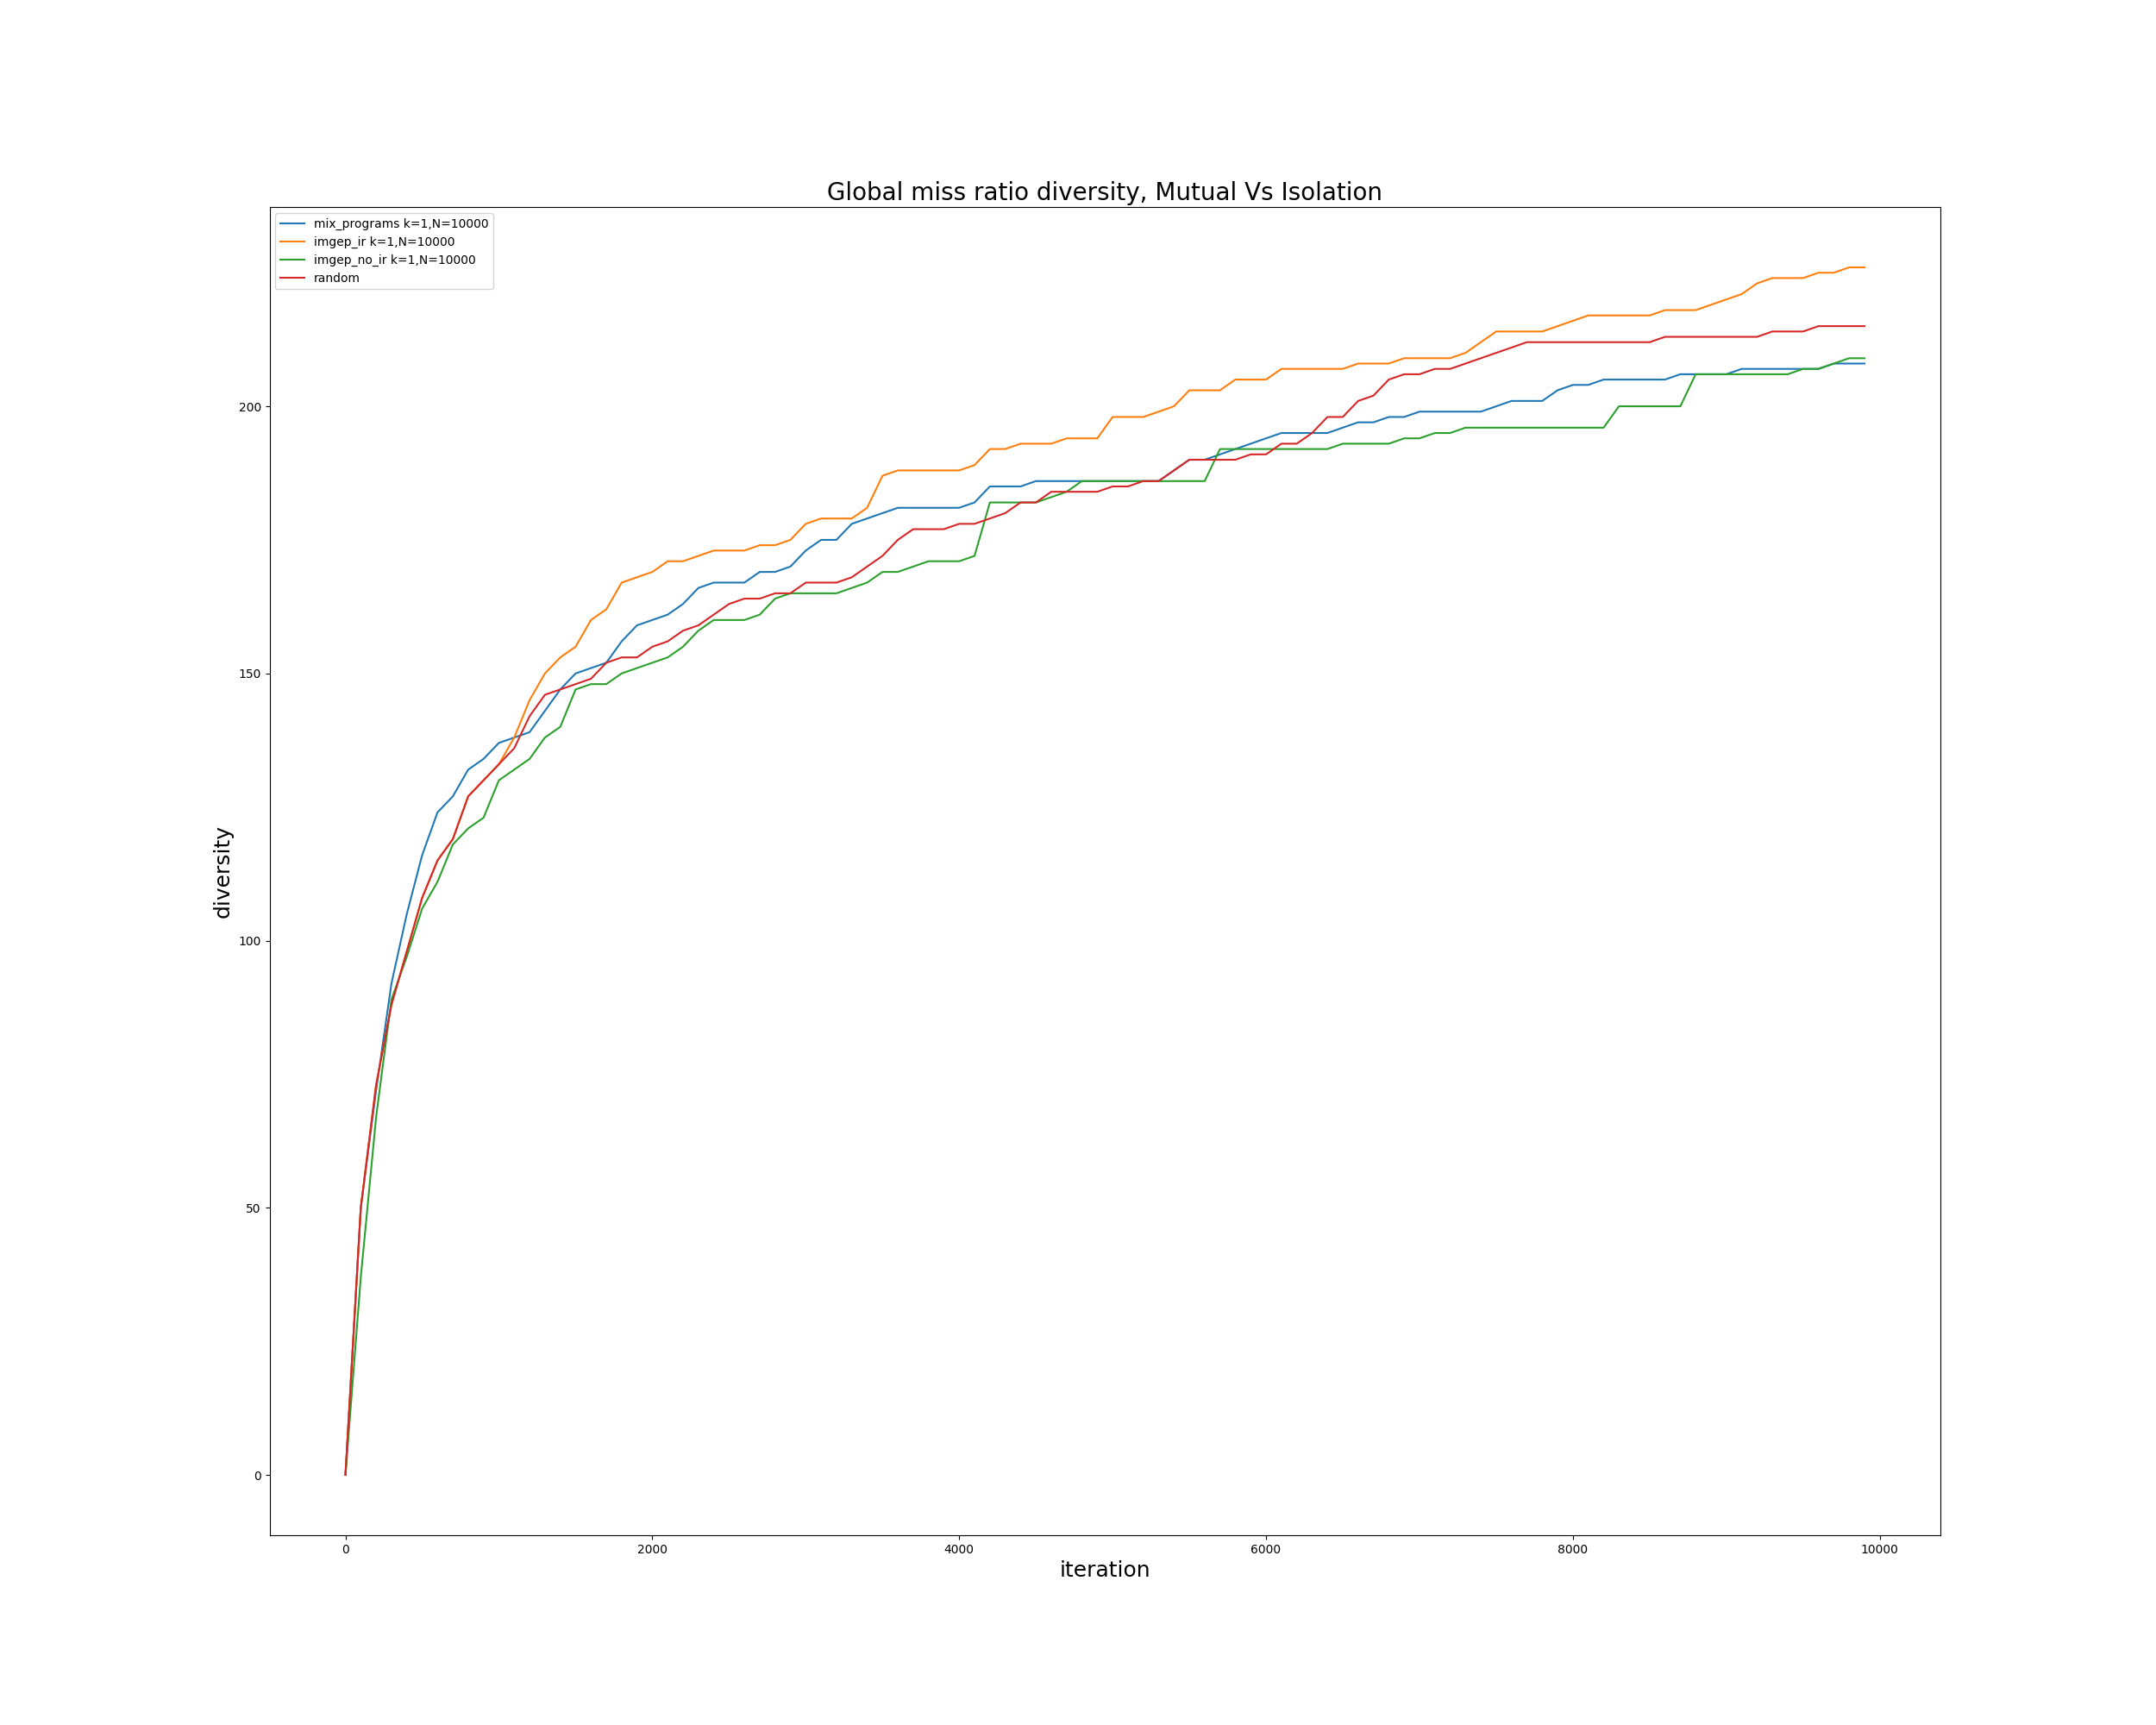 Global miss ratio diversity, Mutual Vs Isolation
mix_programs k=1,N=10000
imgep_ir k=1,N=10000
imgep_no_ir k=1,N=10000
random
200
150
100
50
0
diversity
0 2000 4000 6000 8000 10000
iteration